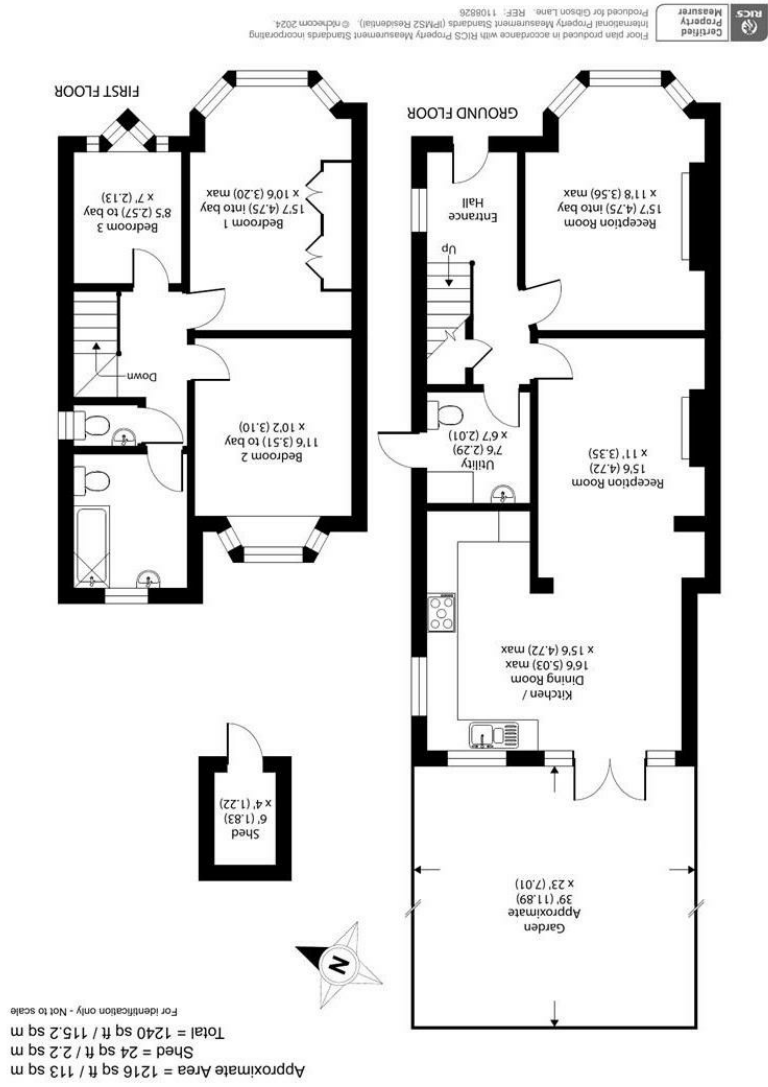 Approximate Area = 1216 sq ft / 113 sq m
Shed = 24 sq ft / 2.2 sq m
Total = 1240 sq ft / 115.2 sq m
For identification only - Not to scale
N
Garden
Approximate
39' (11.89)
x 23' (7.01)
Shed
6' (1.83)
x 4' (1.22)
Kitchen /
Dining Room
16'6 (5.03) max
x 15'6 (4.72) max
Reception Room
15'6 (4.72)
x 11' (3.35)
Utility
7'6 (2.29)
x 6'7 (2.01)
Up
Entrance
Hall
Reception Room
15'7 (4.75) into bay
x 11'8 (3.56) max
GROUND FLOOR
Bedroom 2
11'6 (3.51) to bay
x 10'2 (3.10)
Down
Bedroom 1
15'7 (4.75) into bay
x 10'6 (3.20) max
Bedroom 3
8'5 (2.57) to bay
x 7' (2.13)
FIRST FLOOR
RICS
Certified
Property
Measurer
Floor plan produced in accordance with RICS Property Measurement Standards incorporating
International Property Measurement Standards (IPMS2 Residential). © nichecom 2024.
Produced for Gibson Lane. REF: 1108826